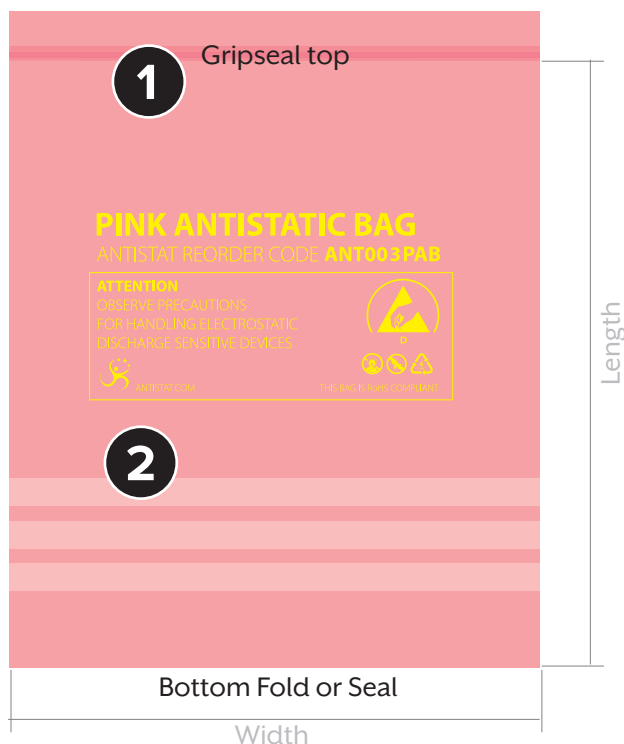 Gripseal top
1
PINK ANTISTATIC BAG
ANTISTAT REORDER CODE ANT003PAB
ATTENTION
OBSERVE PRECAUTIONS
FOR HANDLING ELECTROSTATIC
DISCHARGE SENSITIVE DEVICES
D
ANTISTAT.COM
THIS BAG IS RoHS COMPLIANT
Length
2
Bottom Fold or Seal
Width